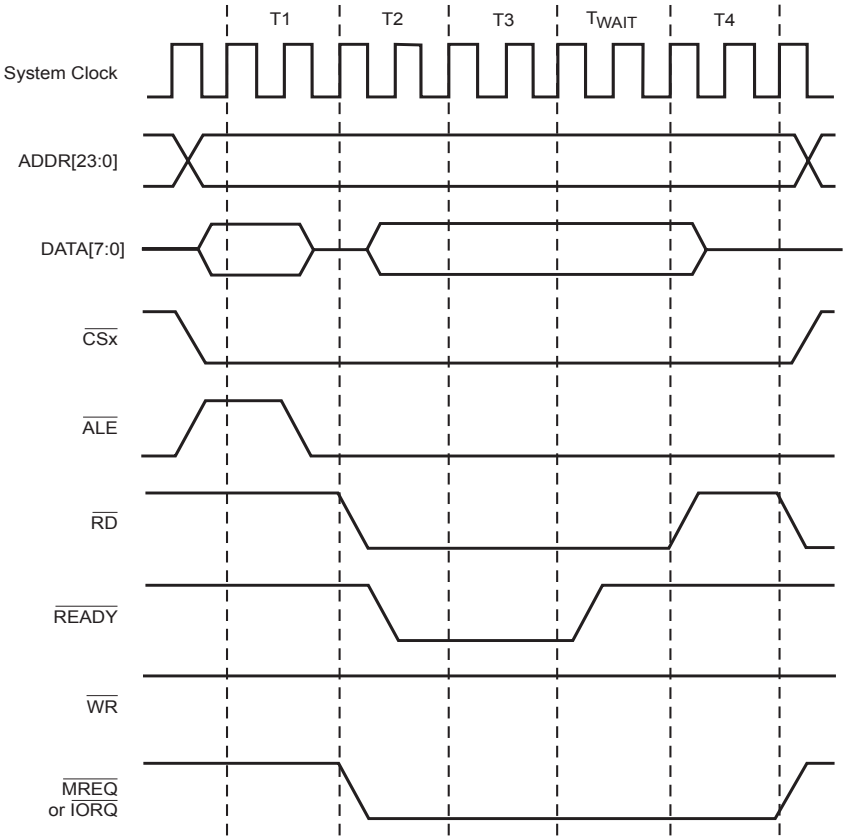 T1 T2 T3 TWAIT T4
System Clock
ADDR[23:0]
DATA[7:0]
CSx
ALE
RD
READY
WR
MREQ
or IORQ